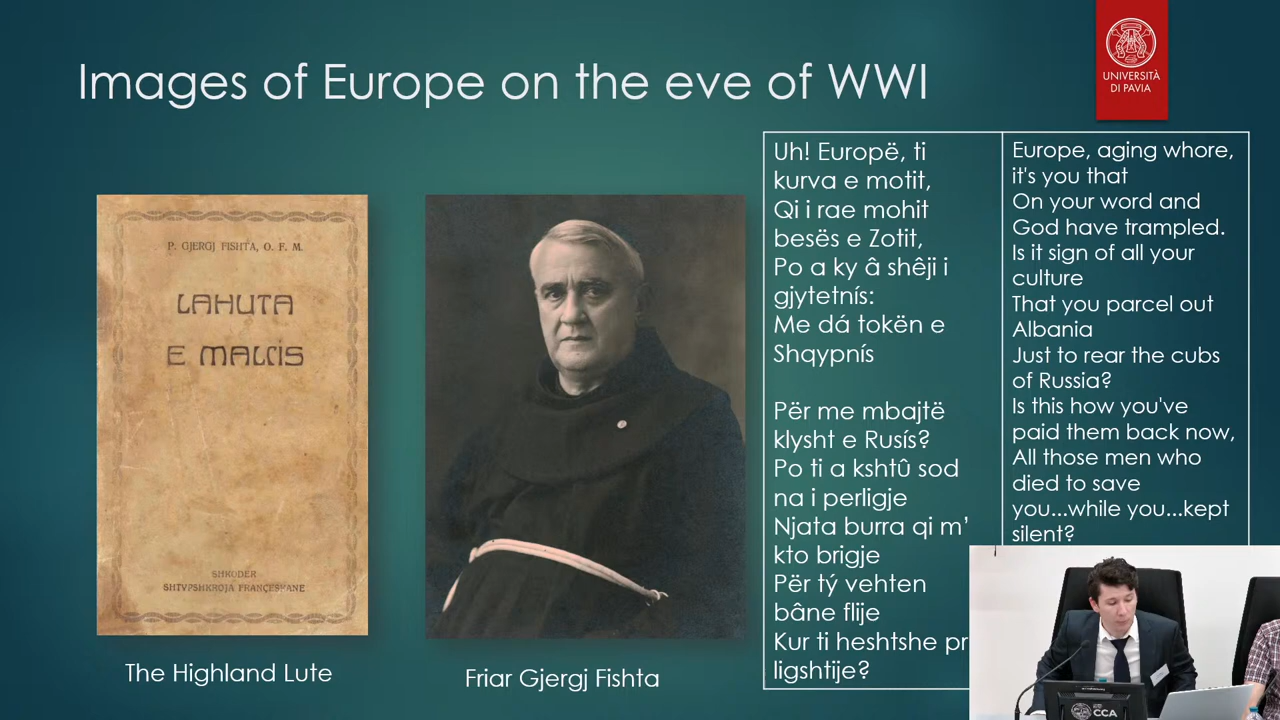 Images of Europe on the eve of WWI
UNIVERSITÀ
DI PAVIA
P. GJERGJ FISHTA, O. F. M.
LAHUTA
E MALCIS
SHKODER
SHTYPSHKROJA FRANÇESKANE
The Highland Lute
Friar Gjergj Fishta
Uh! Europë, ti
kurva e motit,
Qi i rae mohit
besës e Zotit,
Po a ky â shêji i
gjytetnís:
Me dá tokën e
Shqypnís
Për me mbajtë
klysht e Rusís?
Po ti a kshtû sod
na i perligje
Njata burra qi m’
kto brigje
Për tý vehten
bâne flije
Kur ti heshtshe pr
ligshtije?
Europe, aging whore,
it's you that
On your word and
God have trampled.
Is it sign of all your
culture
That you parcel out
Albania
Just to rear the cubs
of Russia?
Is this how you've
paid them back now,
All those men who
died to save
you...while you...kept
silent?
CCA